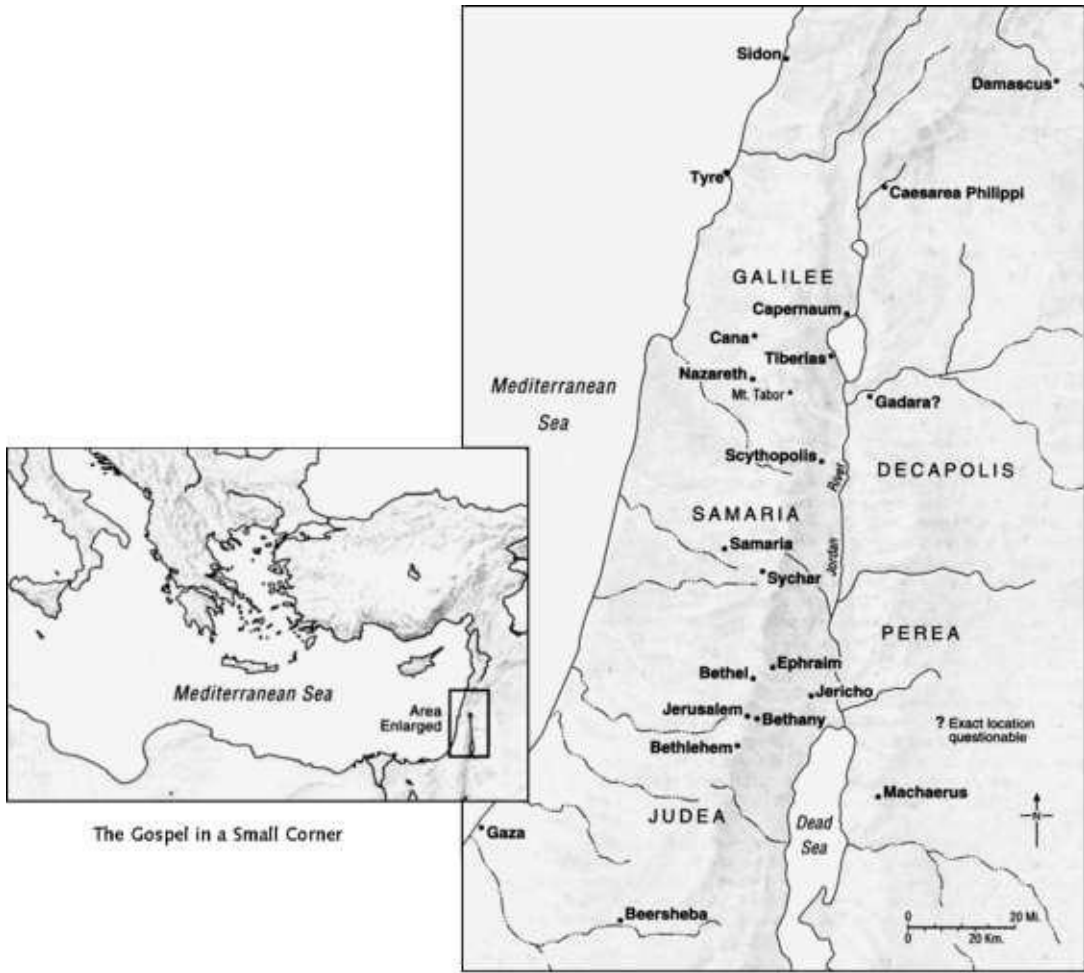 Sidon
Damascus
Tyre
Caesarea Philippi
GALILEE
Capernaum
Cana
Tiberias
Nazareth
Mt. Tabor
Gadara?
Mediterranean
Sea
Scythopolis
DECAPOLIS
River
Jordan
SAMARIA
Samaria
Sychar
PEREA
Ephraim
Bethel
Jericho
Jerusalem
Bethany
? Exact location
questionable
Bethlehem
Machaerus
JUDEA
Dead
Sea
N
Gaza
Beersheba
0 20 Mi.
0 20 Km.
Mediterranean Sea
Area
Enlarged
The Gospel in a Small Corner